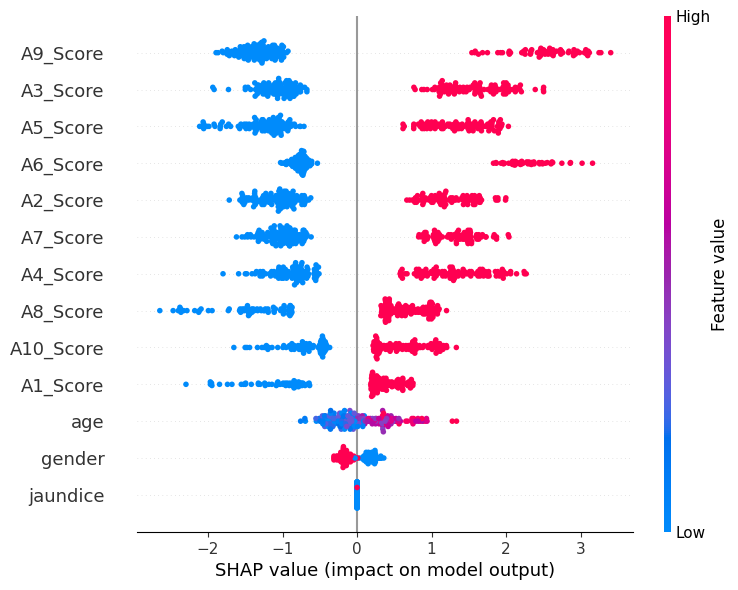 High
A9_Score
A3_Score
A5_Score
A6_Score
A2_Score
A7_Score
A4_Score
A8_Score
A10_Score
A1_Score
age
gender
jaundice
Feature value
Low
−2 −1 0 1 2 3
SHAP value (impact on model output)